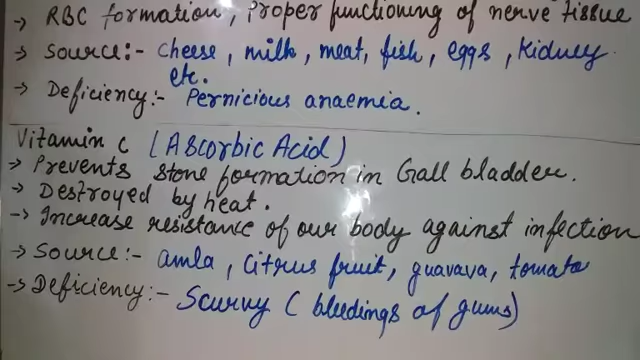 → RBC formation, Proper functioning of nerve tissue
→ Source:- Cheese, milk, meat, fish, eggs, Kidney
etc.
→ Deficiency:- Pernicious anaemia.
Vitamin C (Ascorbic Acid)
→ Prevents stone formation in Gall bladder.
→ Destroyed by heat.
→ Increase resistance of our body against infection
→ Source:- amla, Citrus fruit, guavava, tomato
→ Deficiency:- Scurvy (bleedings of gums)